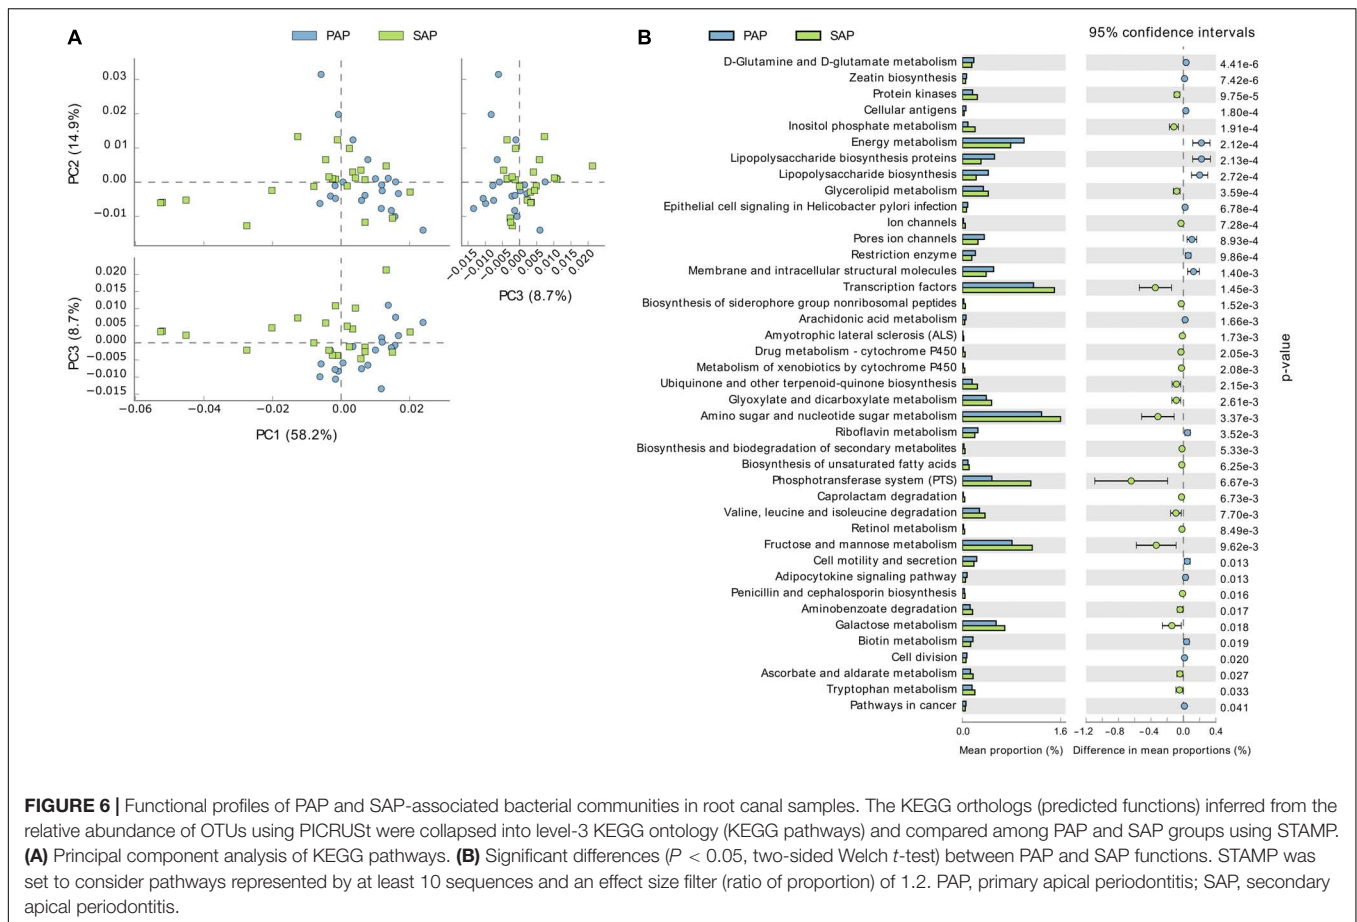 A
PAP SAP
0.03
0.02
0.01
0.00
−0.01
PC2 (14.9%)
−0.015
−0.010
−0.005
0.000
0.005
0.010
0.015
0.020
PC3 (8.7%)
0.020
0.015
0.010
0.005
0.000
−0.005
−0.010
−0.015
PC3 (8.7%)
−0.06 −0.04 −0.02 0.00 0.02
PC1 (58.2%)
B
PAP SAP 95% confidence intervals
D-Glutamine and D-glutamate metabolism 4.41e-6
Zeatin biosynthesis 7.42e-6
Protein kinases 9.75e-5
Cellular antigens 1.80e-4
Inositol phosphate metabolism 1.91e-4
Energy metabolism 2.12e-4
Lipopolysaccharide biosynthesis proteins 2.13e-4
Lipopolysaccharide biosynthesis 2.72e-4
Glycerolipid metabolism 3.59e-4
Epithelial cell signaling in Helicobacter pylori infection 6.78e-4
Ion channels 7.28e-4
Pores ion channels 8.93e-4
Restriction enzyme 9.86e-4
Membrane and intracellular structural molecules 1.40e-3
Transcription factors 1.45e-3
Biosynthesis of siderophore group nonribosomal peptides 1.52e-3
Arachidonic acid metabolism 1.66e-3
Amyotrophic lateral sclerosis (ALS) 1.73e-3
Drug metabolism - cytochrome P450 2.05e-3
Metabolism of xenobiotics by cytochrome P450 2.08e-3
Ubiquinone and other terpenoid-quinone biosynthesis 2.15e-3
Glyoxylate and dicarboxylate metabolism 2.61e-3
Amino sugar and nucleotide sugar metabolism 3.37e-3
Riboflavin metabolism 3.52e-3
Biosynthesis and biodegradation of secondary metabolites 5.33e-3
Biosynthesis of unsaturated fatty acids 6.25e-3
Phosphotransferase system (PTS) 6.67e-3
Caprolactam degradation 6.73e-3
Valine, leucine and isoleucine degradation 7.70e-3
Retinol metabolism 8.49e-3
Fructose and mannose metabolism 9.62e-3
Cell motility and secretion 0.013
Adipocytokine signaling pathway 0.013
Penicillin and cephalosporin biosynthesis 0.016
Aminobenzoate degradation 0.017
Galactose metabolism 0.018
Biotin metabolism 0.019
Cell division 0.020
Ascorbate and aldarate metabolism 0.027
Tryptophan metabolism 0.033
Pathways in cancer 0.041
p-value
0.0 1.6 −1.2 −0.8 −0.4 0.0 0.4
Mean proportion (%) Difference in mean proportions (%)
FIGURE 6 | Functional profiles of PAP and SAP-associated bacterial communities in root canal samples. The KEGG orthologs (predicted functions) inferred from the
relative abundance of OTUs using PICRUSt were collapsed into level-3 KEGG ontology (KEGG pathways) and compared among PAP and SAP groups using STAMP.
(A) Principal component analysis of KEGG pathways. (B) Significant differences (P < 0.05, two-sided Welch t-test) between PAP and SAP functions. STAMP was
set to consider pathways represented by at least 10 sequences and an effect size filter (ratio of proportion) of 1.2. PAP, primary apical periodontitis; SAP, secondary
apical periodontitis.